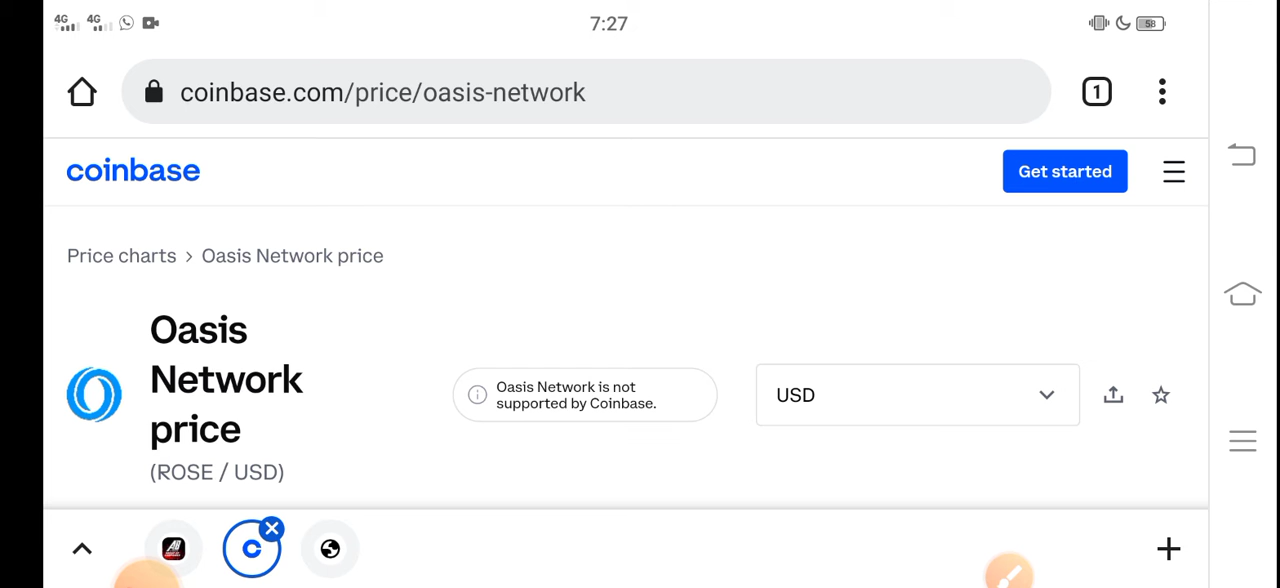 4G 4G 7:27 58
coinbase.com/price/oasis-network 1
coinbase Get started
Price charts > Oasis Network price
Oasis
Network
price
(ROSE / USD)
Oasis Network is not
supported by Coinbase.
USD